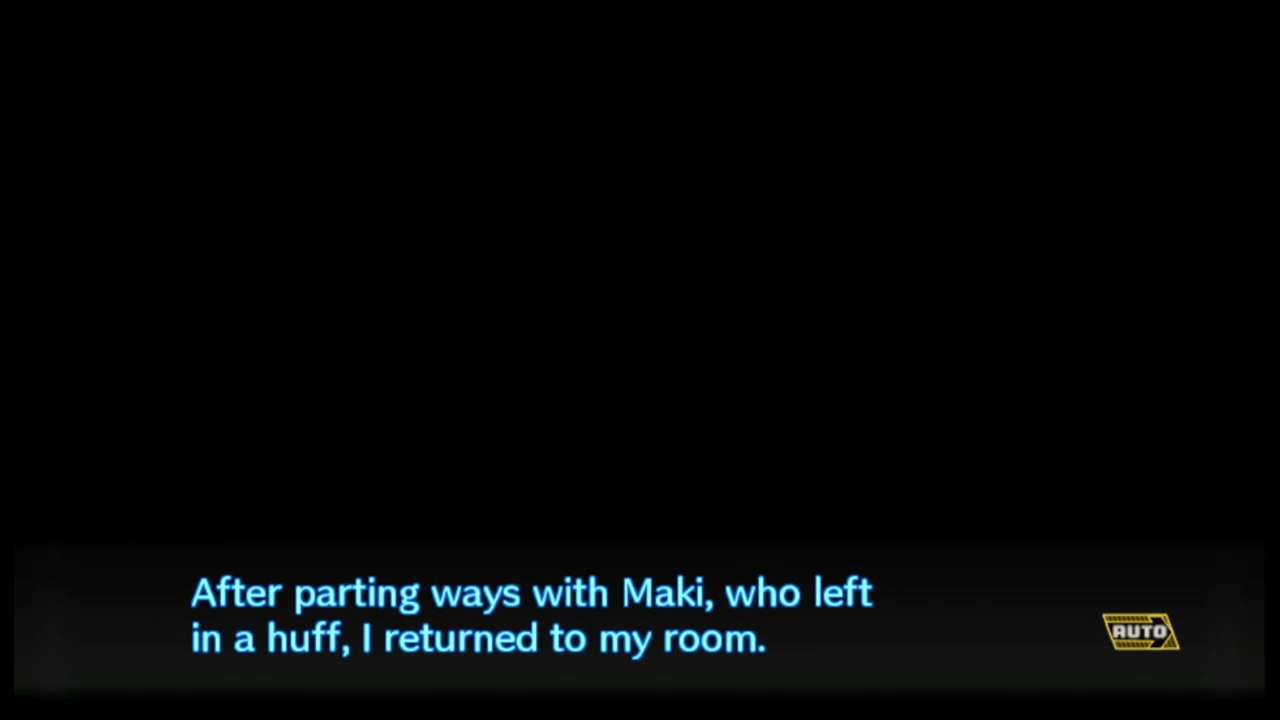 After parting ways with Maki, who left
in a huff, I returned to my room.
AUTO